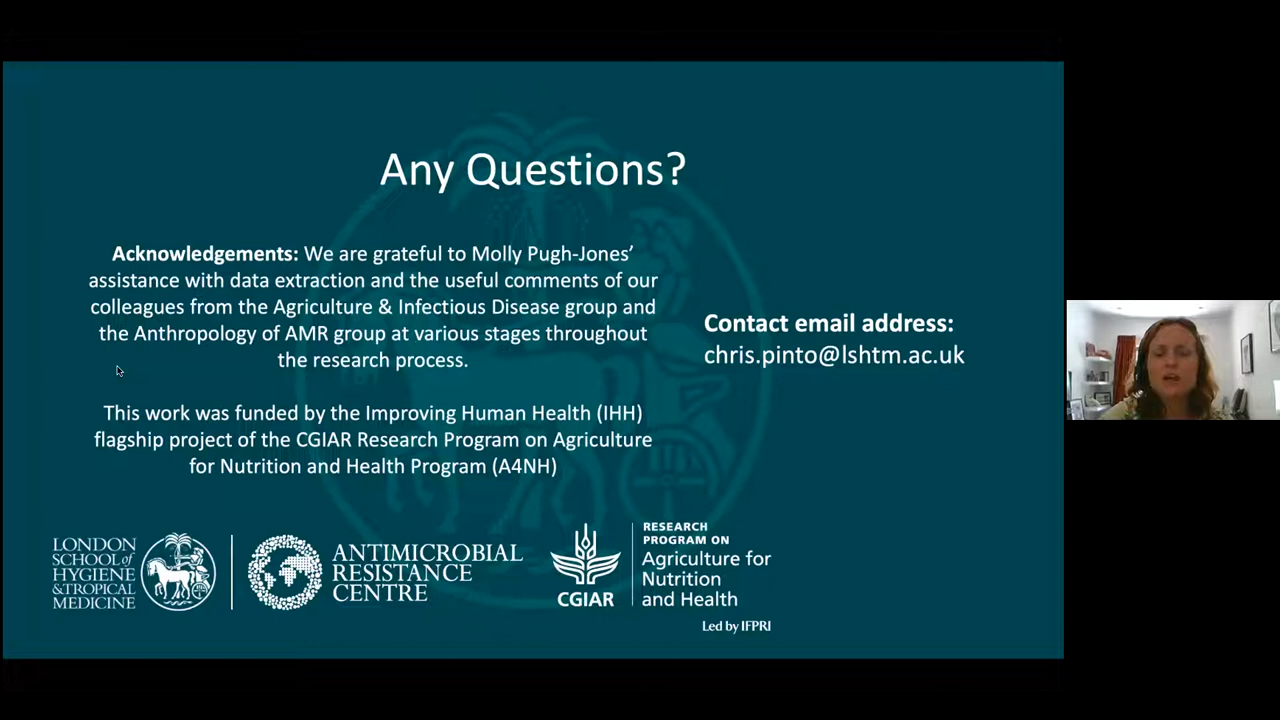 Any Questions?
Acknowledgements: We are grateful to Molly Pugh-Jones’
assistance with data extraction and the useful comments of our
colleagues from the Agriculture & Infectious Disease group and
the Anthropology of AMR group at various stages throughout
the research process.
This work was funded by the Improving Human Health (IHH)
flagship project of the CGIAR Research Program on Agriculture
for Nutrition and Health Program (A4NH)
Contact email address:
chris.pinto@lshtm.ac.uk
LONDON
SCHOOL of
HYGIENE
& TROPICAL
MEDICINE
ANTIMICROBIAL
RESISTANCE
CENTRE
CGIAR
RESEARCH
PROGRAM ON
Agriculture for
Nutrition
and Health
Led by IFPRI